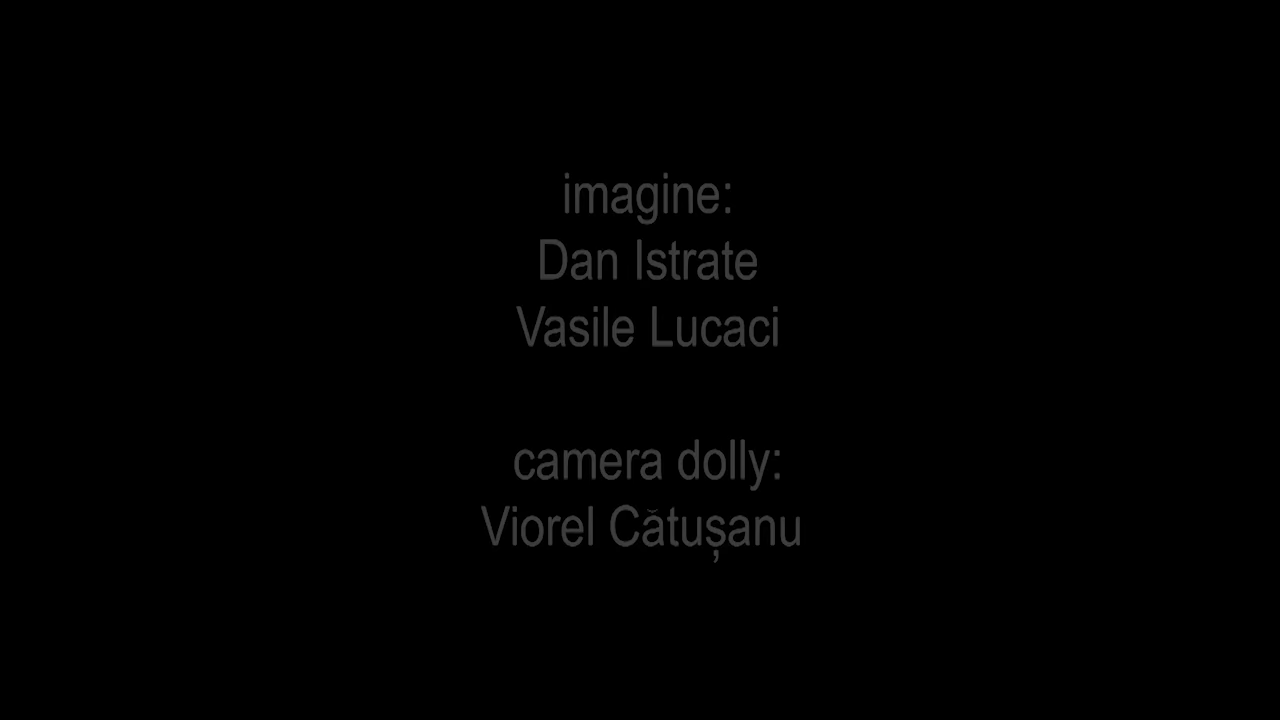 imagine:
Dan Istrate
Vasile Lucaci
camera dolly:
Viorel Cătușanu